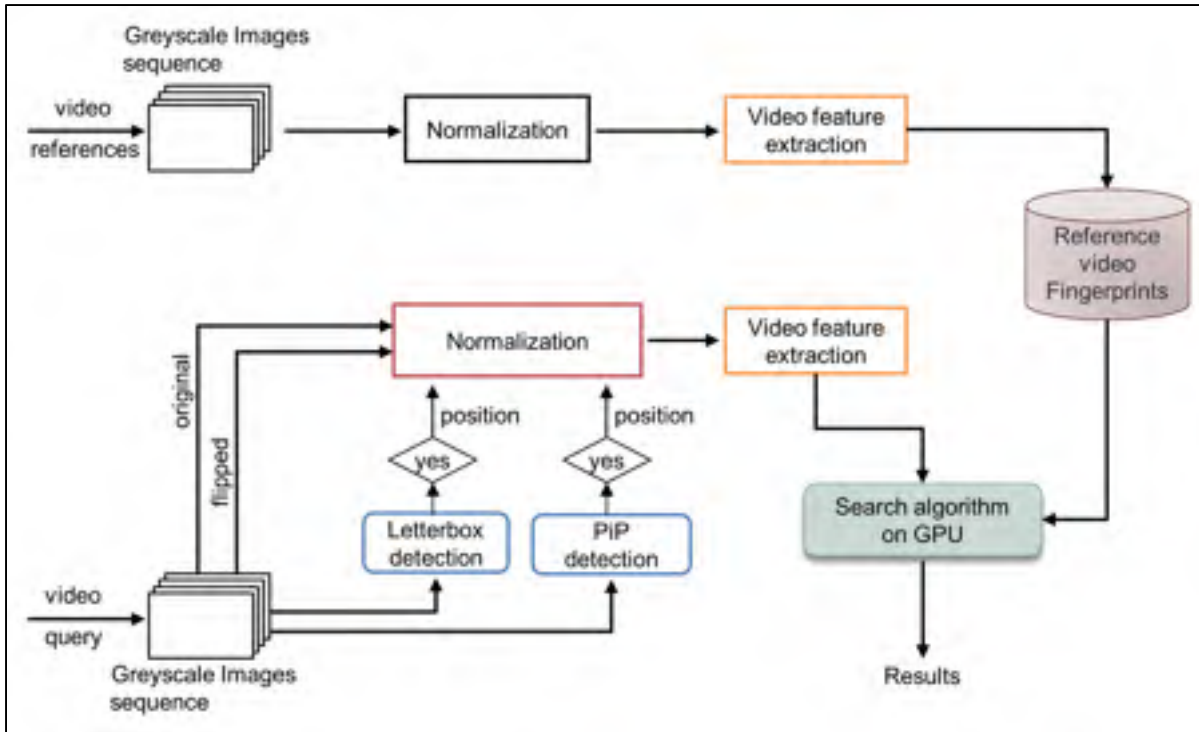 Greyscale Images
sequence
video
references
Normalization
Video feature
extraction
Reference
video
Fingerprints
original
flipped
Normalization
Video feature
extraction
position
position
yes
yes
Letterbox
detection
PiP
detection
Search algorithm
on GPU
video
query
Greyscale Images
sequence
Results